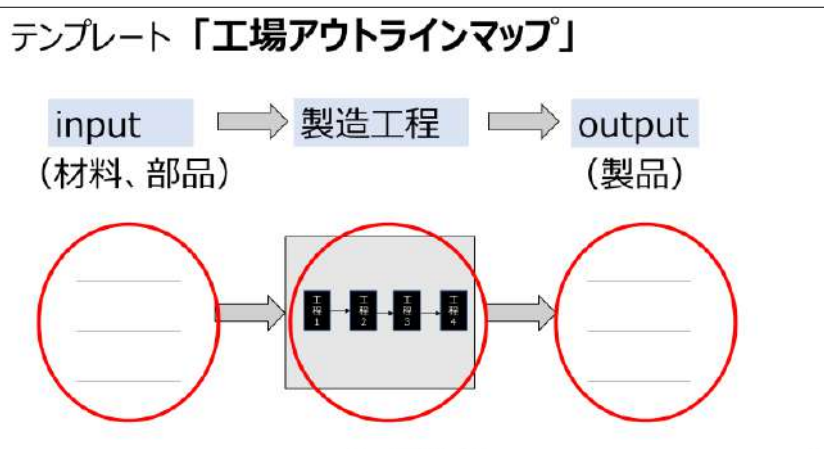 テンプレート「工場アウトラインマップ」
input
製造工程
output
（材料、部品）
（製品）
工程1
工程2
工程3
工程4